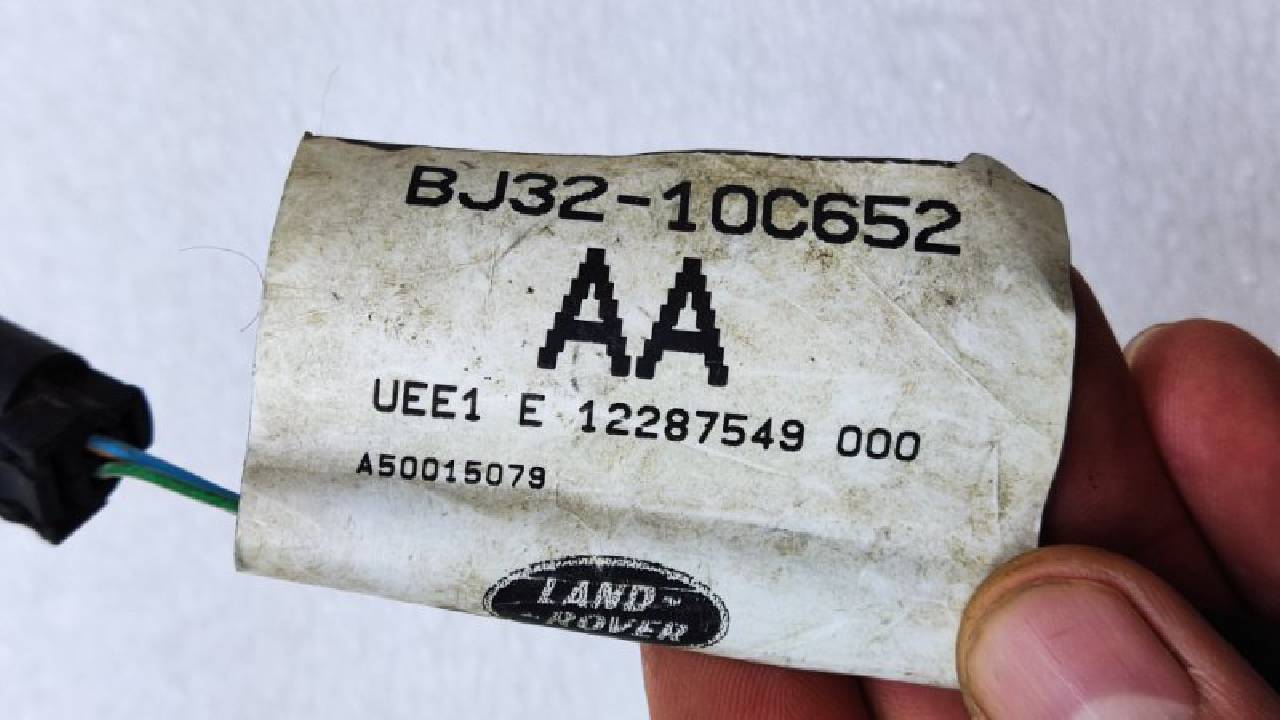 BJ32-10C652
AA
UEE1 E 12287549 000
A50015079
LAND-
-ROVER